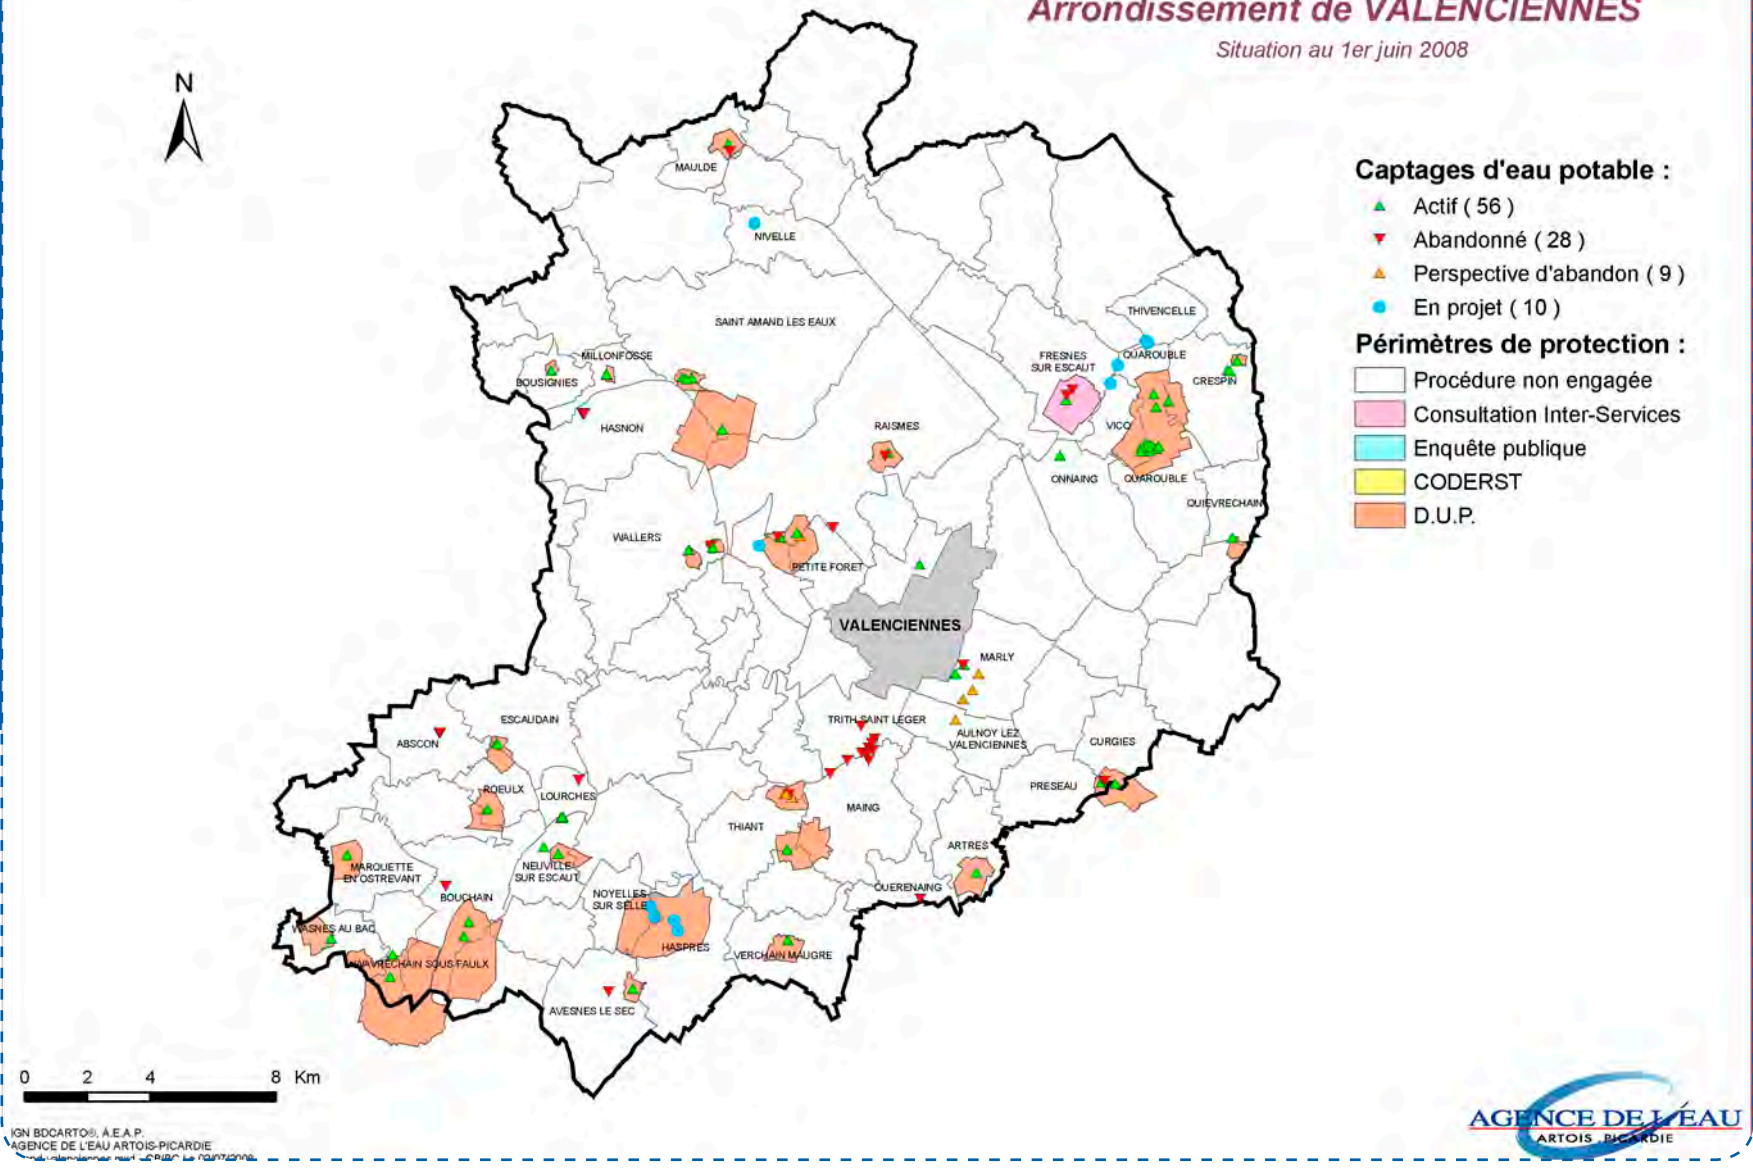 Arrondissement de VALENCIENNES
Situation au 1er juin 2008
N
Captages d'eau potable :
Actif ( 56 )
Abandonné ( 28 )
Perspective d'abandon ( 9 )
En projet ( 10 )
Périmètres de protection :
Procédure non engagée
Consultation Inter-Services
Enquête publique
CODERST
D.U.P.
MAULDE
NIVELLE
SAINT AMAND LES EAUX
THIVENCELLE
MILLONFOSSE
BOUSIGNIES
FRESNES
SUR ESCAUT
QUAROUBLE
CRESPIN
HASNON
RAISMES
VICQ
ONNAING
QUAROUBLE
QUIEVRECHAIN
WALLERS
PETITE FORET
VALENCIENNES
MARLY
ESCAUDAIN
TRITH SAINT LEGER
ABSCON
AULNOY LEZ
VALENCIENNES
CURGIES
ROEULX
LOURCHES
PRESEAU
MAING
THIANT
ARTRES
MARQUETTE
EN OSTREVANT
NEUVILLE
SUR ESCAUT
BOUCHAIN
NOYELLES
SUR SELLE
QUERENAING
WASNES AU BAC
HASPRES
VERCHAIN MAUGRE
WAVRECHAIN SOUS FAULX
AVESNES LE SEC
0 2 4 8 Km
IGN BDCARTO®, A.E.A.P.
AGENCE DE L'EAU ARTOIS-PICARDIE
AGENCE DE L'EAU
ARTOIS PICARDIE